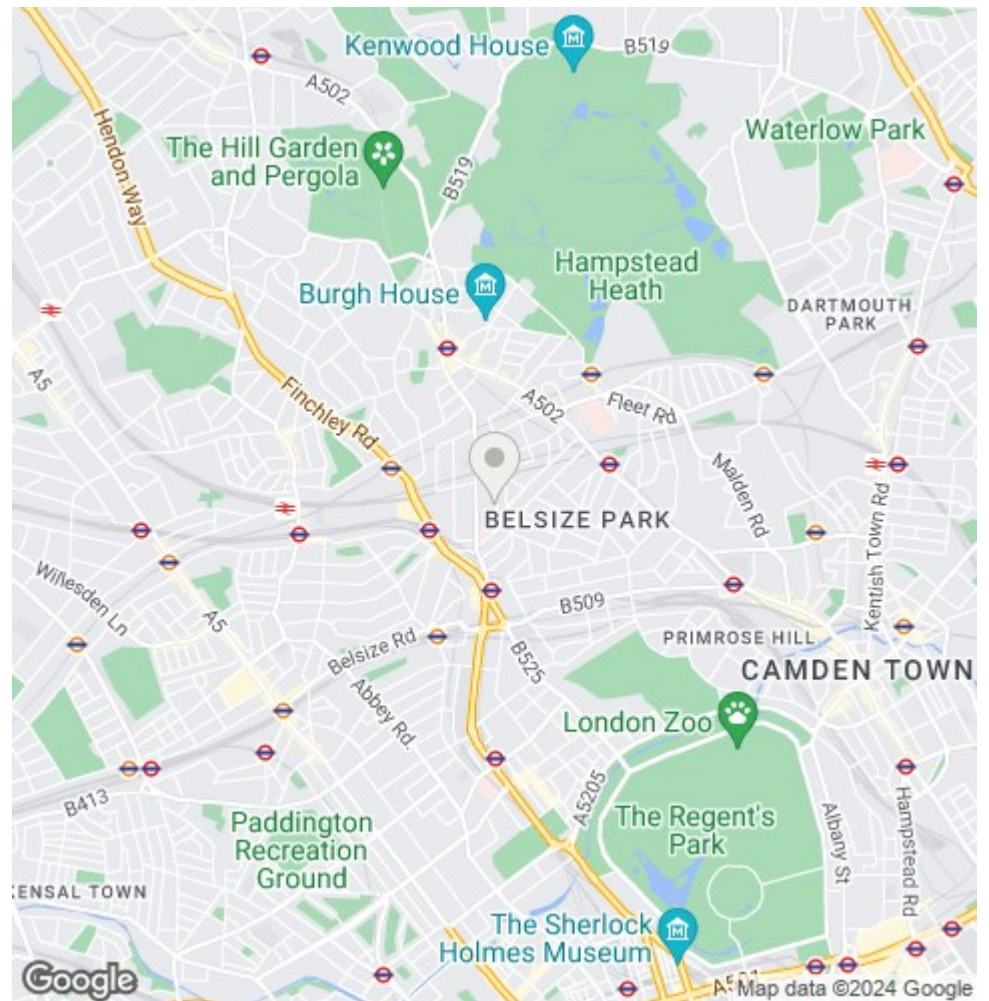 Kenwood House
B519
A502
Waterlow Park
The Hill Garden
and Pergola
Hendon Way
B519
Hampstead
Heath
Burgh House
DARTMOUTH
PARK
A5
A502
Fleet Rd
Finchley Rd
Malden Rd
BELSIZE PARK
Kentish Town Rd
Willesden Ln
A5
B509
Belsize Rd
PRIMROSE HILL
B525
CAMDEN TOWN
Abbey Rd.
London Zoo
A5205
B413
The Regent's
Park
Albany St
Hampstead Rd
Paddington
Recreation
Ground
ENSAL TOWN
The Sherlock
Holmes Museum
Google
Map data ©2024 Google